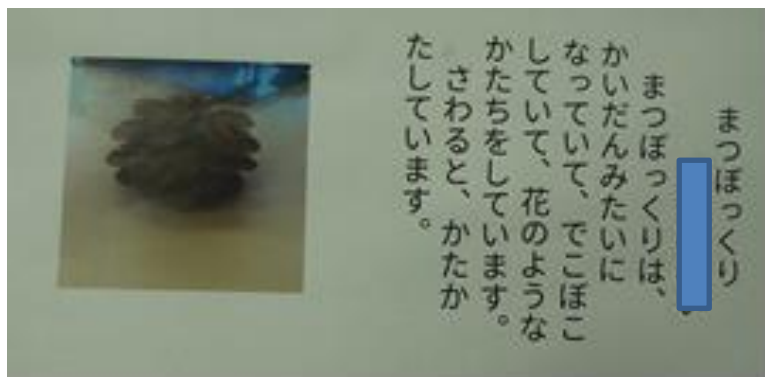 まつぼっくり
まつぼっくりは、
かいだんみたいに
なっていて、でこぼこ
していて、花のような
かたちをしています。
さわると、かたか
たしています。